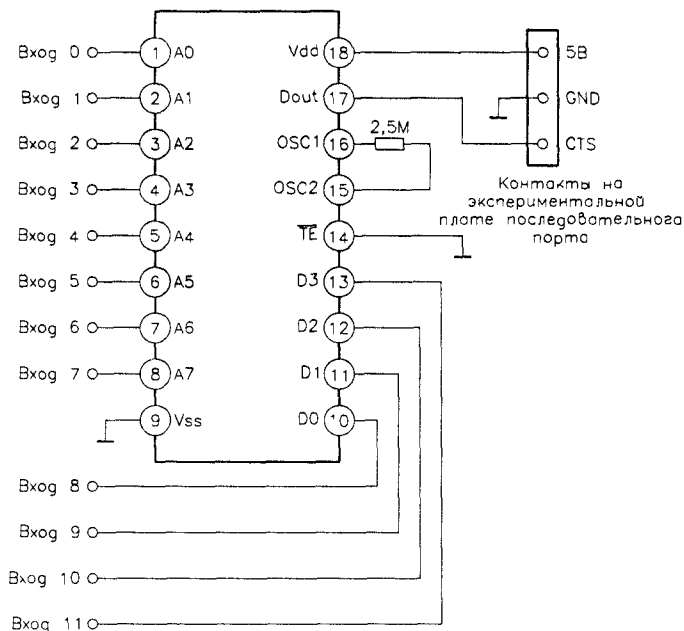 Вход 0
1 A0
Vdd 18
5В
Вход 1
2 A1
Dout 17
GND
Вход 2
3 A2
OSC1 16
2,5М
CTS
Вход 3
4 A3
OSC2 15
Контакты на
экспериментальной
плате последовательного
порта
Вход 4
5 A4
TE 14
Вход 5
6 A5
D3 13
Вход 6
7 A6
D2 12
Вход 7
8 A7
D1 11
9 Vss
D0 10
Вход 8
Вход 9
Вход 10
Вход 11